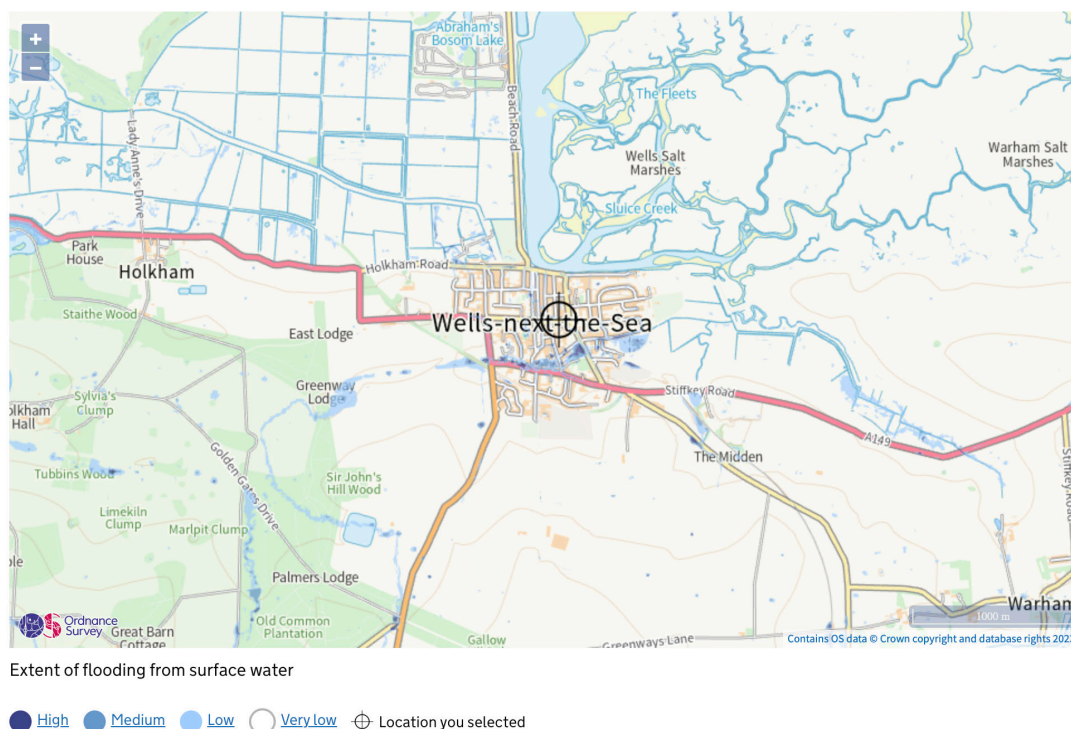 +
−
Abraham's
Bosom Lake
Beach Road
The Fleets
Lady Anne's Drive
Wells Salt
Marshes
Warham Salt
Marshes
Sluice Creek
Park
House
Holkham
Holkham Road
Staithe Wood
East Lodge
Wells-next-the-Sea
Greenway
Lodge
Stiffkey Road
Sylvia's
Clump
olkham
Hall
A149
Golden Gates Drive
The Midden
Stiffkey Road
Tubbins Wood
Sir John's
Hill Wood
Limekiln
Clump
Marlpit Clump
ole
Palmers Lodge
Warham
1000 m
Ordnance
Survey
Great Barn
Cottage
Old Common
Plantation
Gallow
Greenways Lane
Contains OS data © Crown copyright and database rights 202
Extent of flooding from surface water
High
Medium
Low
Very low
Location you selected